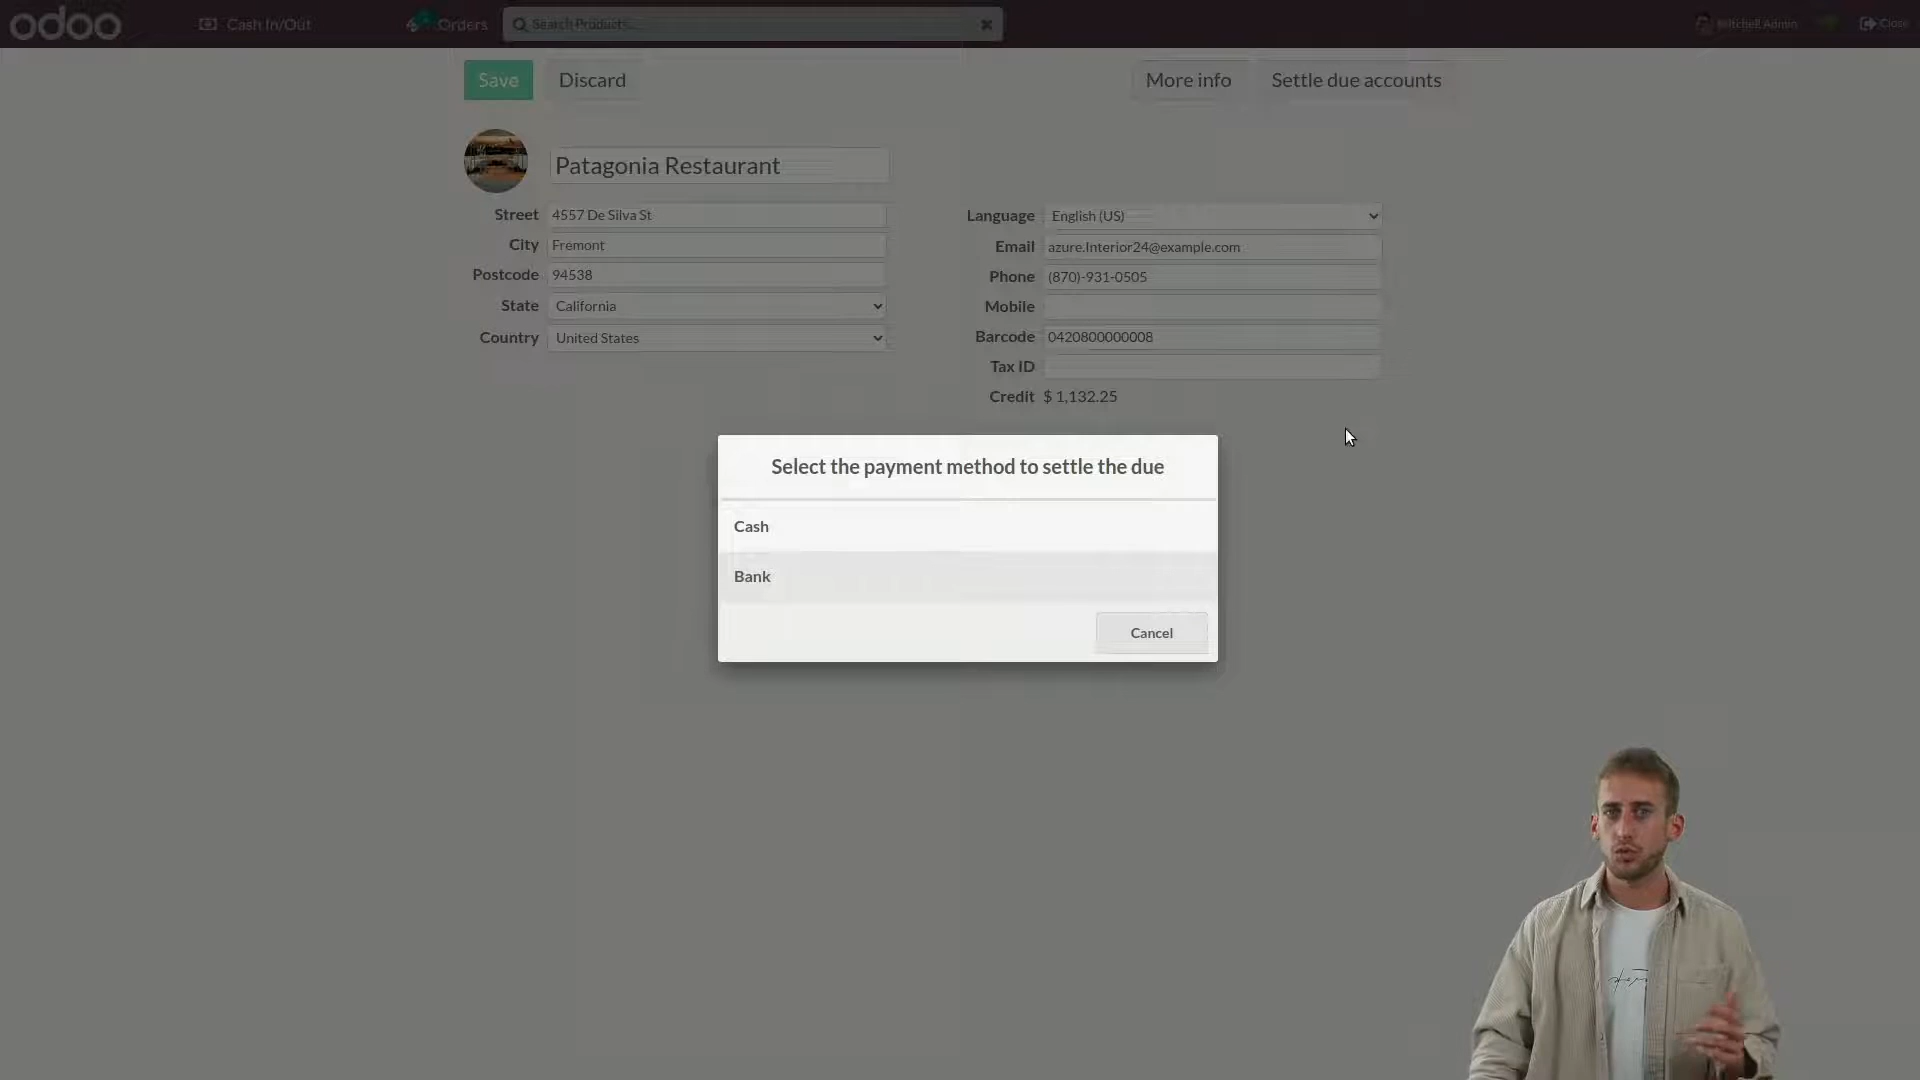 odoo
Cash In/Out
Orders
Search Products...
Mitchell Admin
Close
Save
Discard
More info
Settle due accounts
Patagonia Restaurant
Street 4557 De Silva St
City Fremont
Postcode 94538
State California
Country United States
Language English (US)
Email azure.Interior24@example.com
Phone (870)-931-0505
Mobile
Barcode 0420800000008
Tax ID
Credit $ 1,132.25
Select the payment method to settle the due
Cash
Bank
Cancel